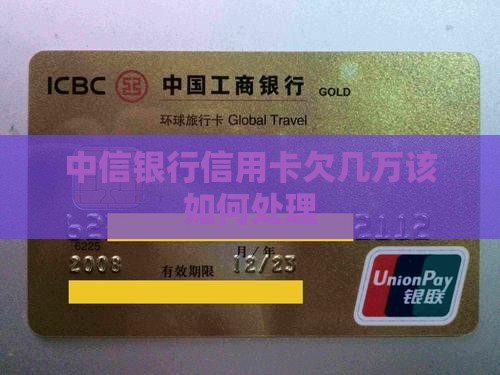 ICBC 中国工商银行 GOLD
环球旅行卡 Global Travel
中信银行信用卡欠几万该
如何处理
62 2112
6225 月/年
2008 有效期限 12/23
UnionPay
银联